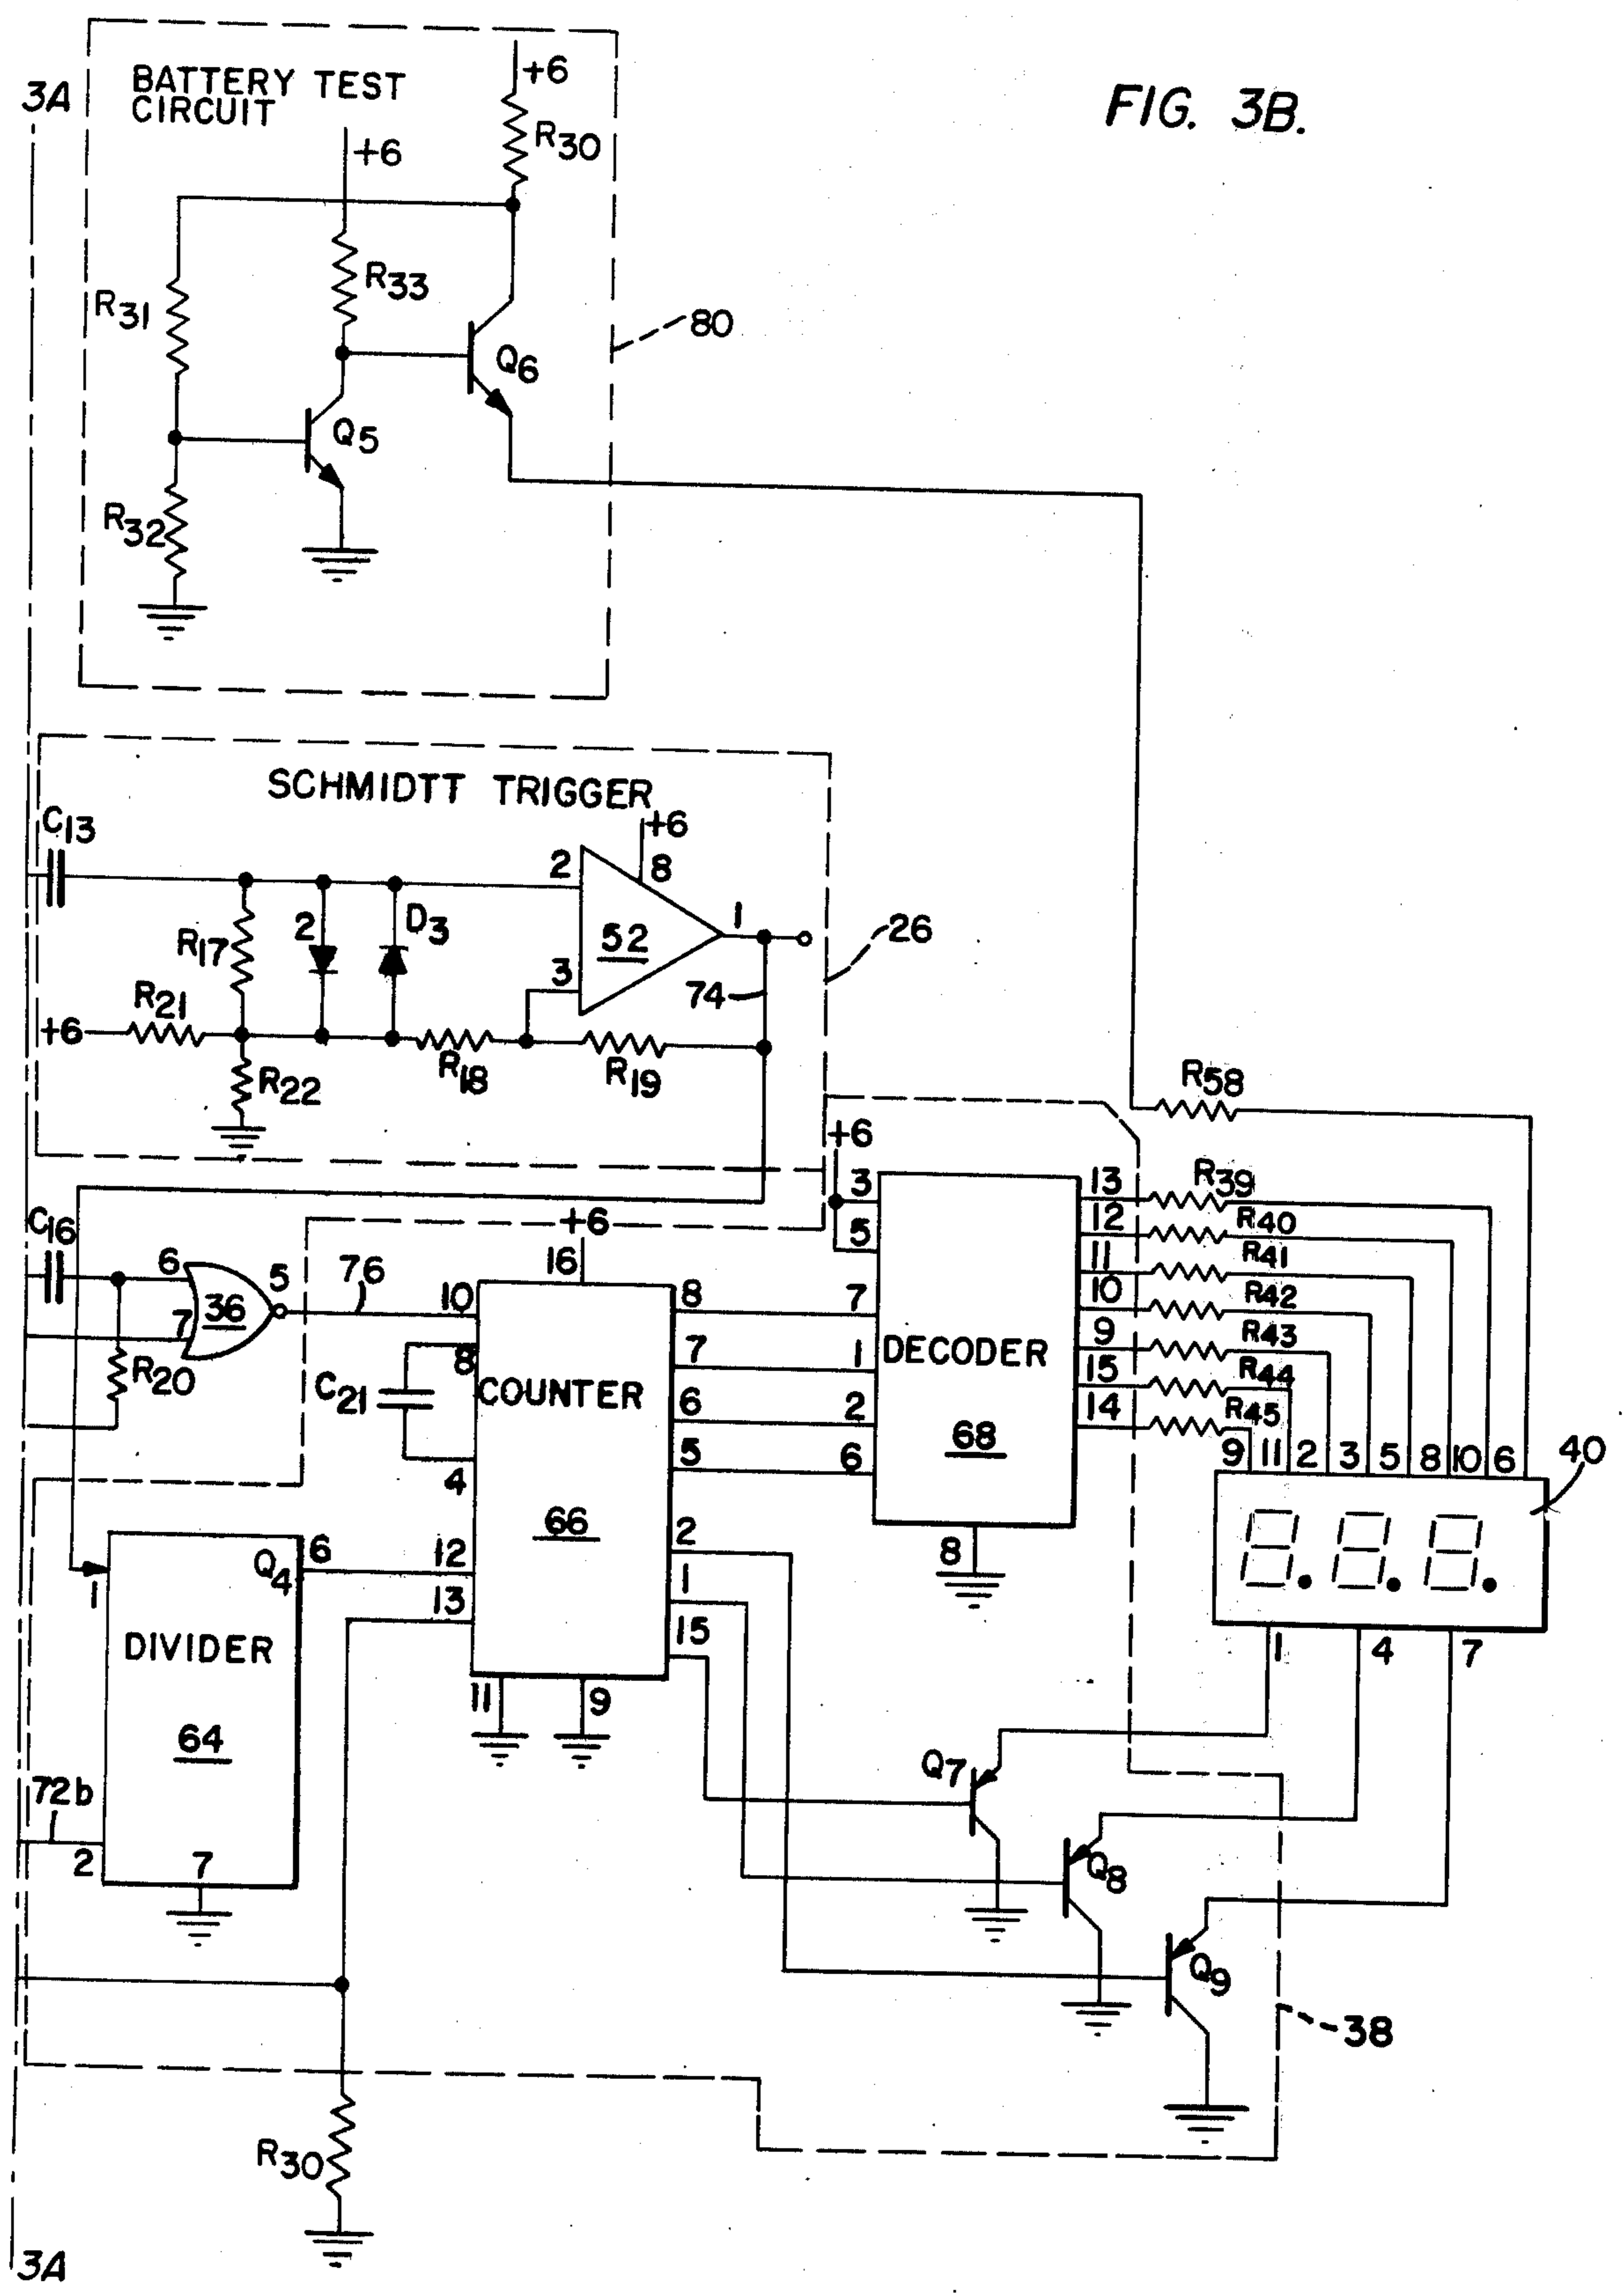 FIG. 3B.
3A
BATTERY TEST
CIRCUIT
+6
R30
+6
R33
R31
Q6
80
Q5
R32
SCHMIDTT TRIGGER
C13
+6
8
2
52
1
3
74
26
R17
2
D3
R21
+6
R22
R18
R19
R58
+6
3
5
7
1
2
6
DECODER
68
8
13
12
11
10
9
15
14
R39
R40
R41
R42
R43
R44
R45
9
11
2
3
5
8
10
6
40
8.8.8.
1
4
7
C16
6
7
36
5
R20
76
+6
16
10
8
C21
4
COUNTER
66
12
13
11
9
8
7
6
5
2
1
15
1
Q4
6
DIVIDER
64
72b
2
7
Q7
Q8
Q9
38
R30
3A